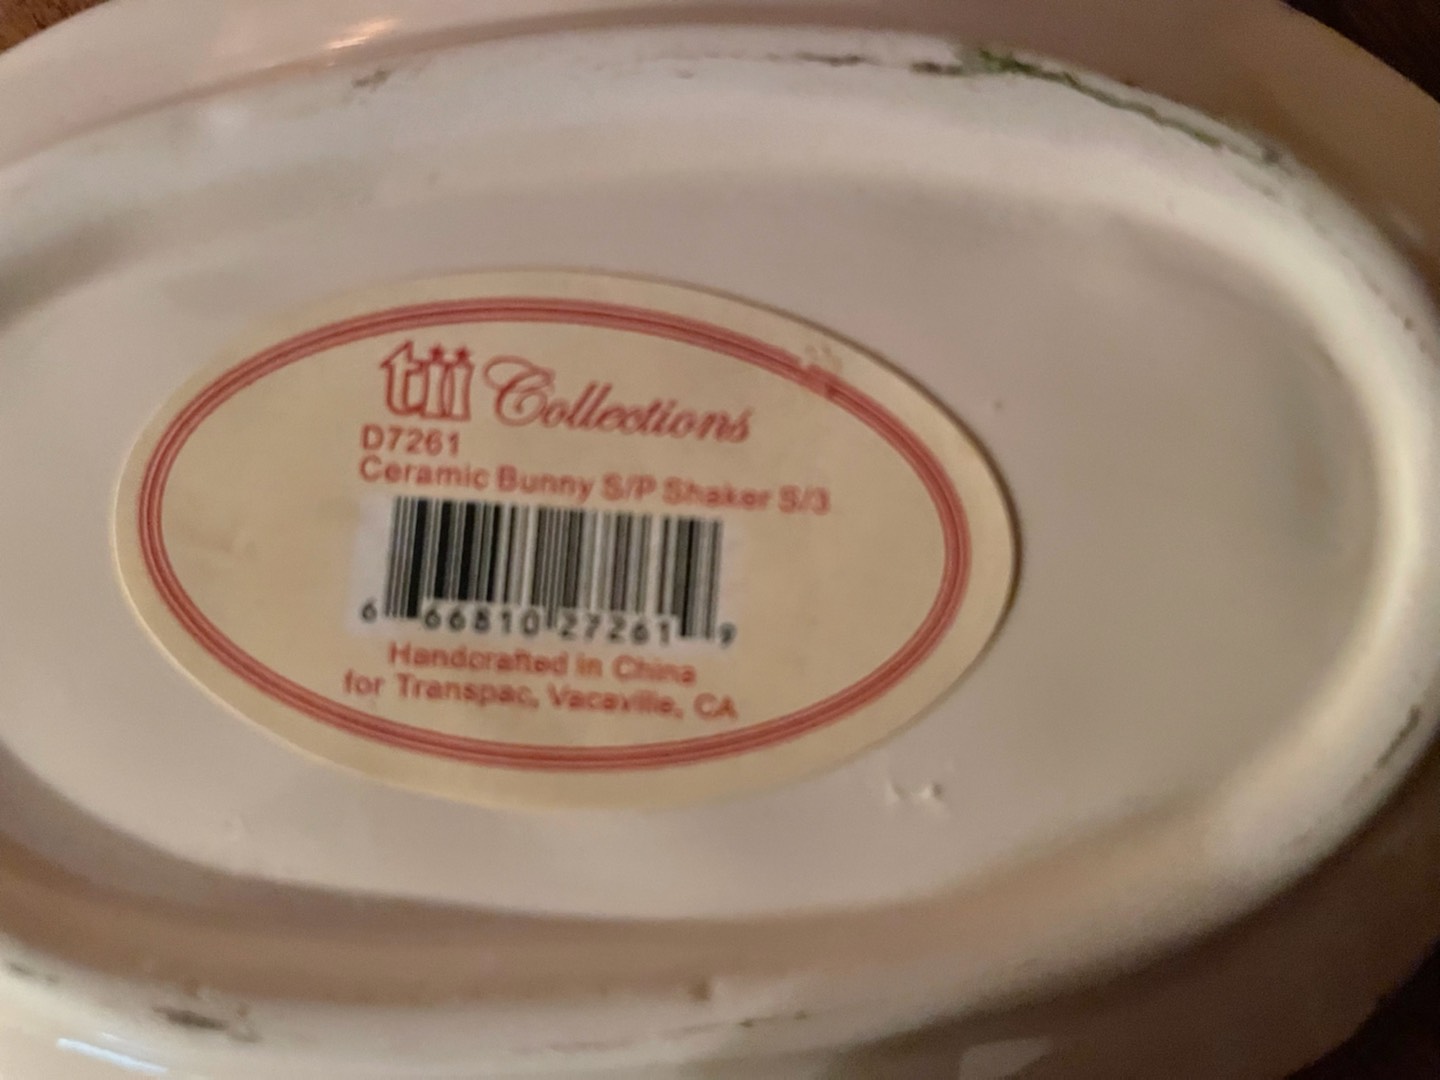 tii Collections
D7261
Ceramic Bunny S/P Shaker S/3
6 66810 27261 9
Handcrafted in China
for Transpac, Vacaville, CA